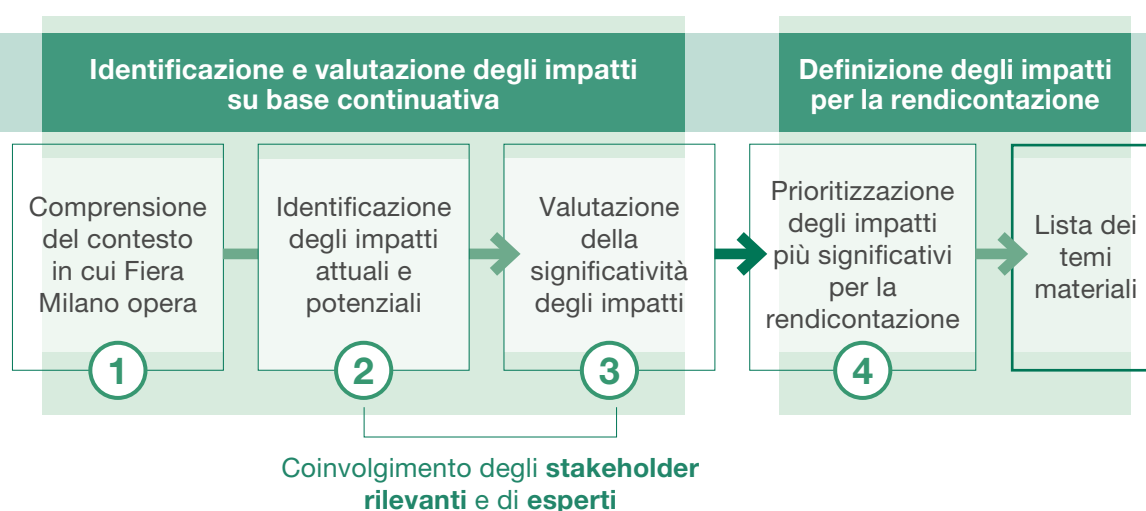 Identificazione e valutazione degli impatti
su base continuativa
Definizione degli impatti
per la rendicontazione
Comprensione
del contesto
in cui Fiera
Milano opera
1
Identificazione
degli impatti
attuali e
potenziali
2
Valutazione
della
significatività
degli impatti
3
Prioritizzazione
degli impatti
più significativi
per la
rendicontazione
4
Lista dei
temi
materiali
Coinvolgimento degli stakeholder
rilevanti e di esperti